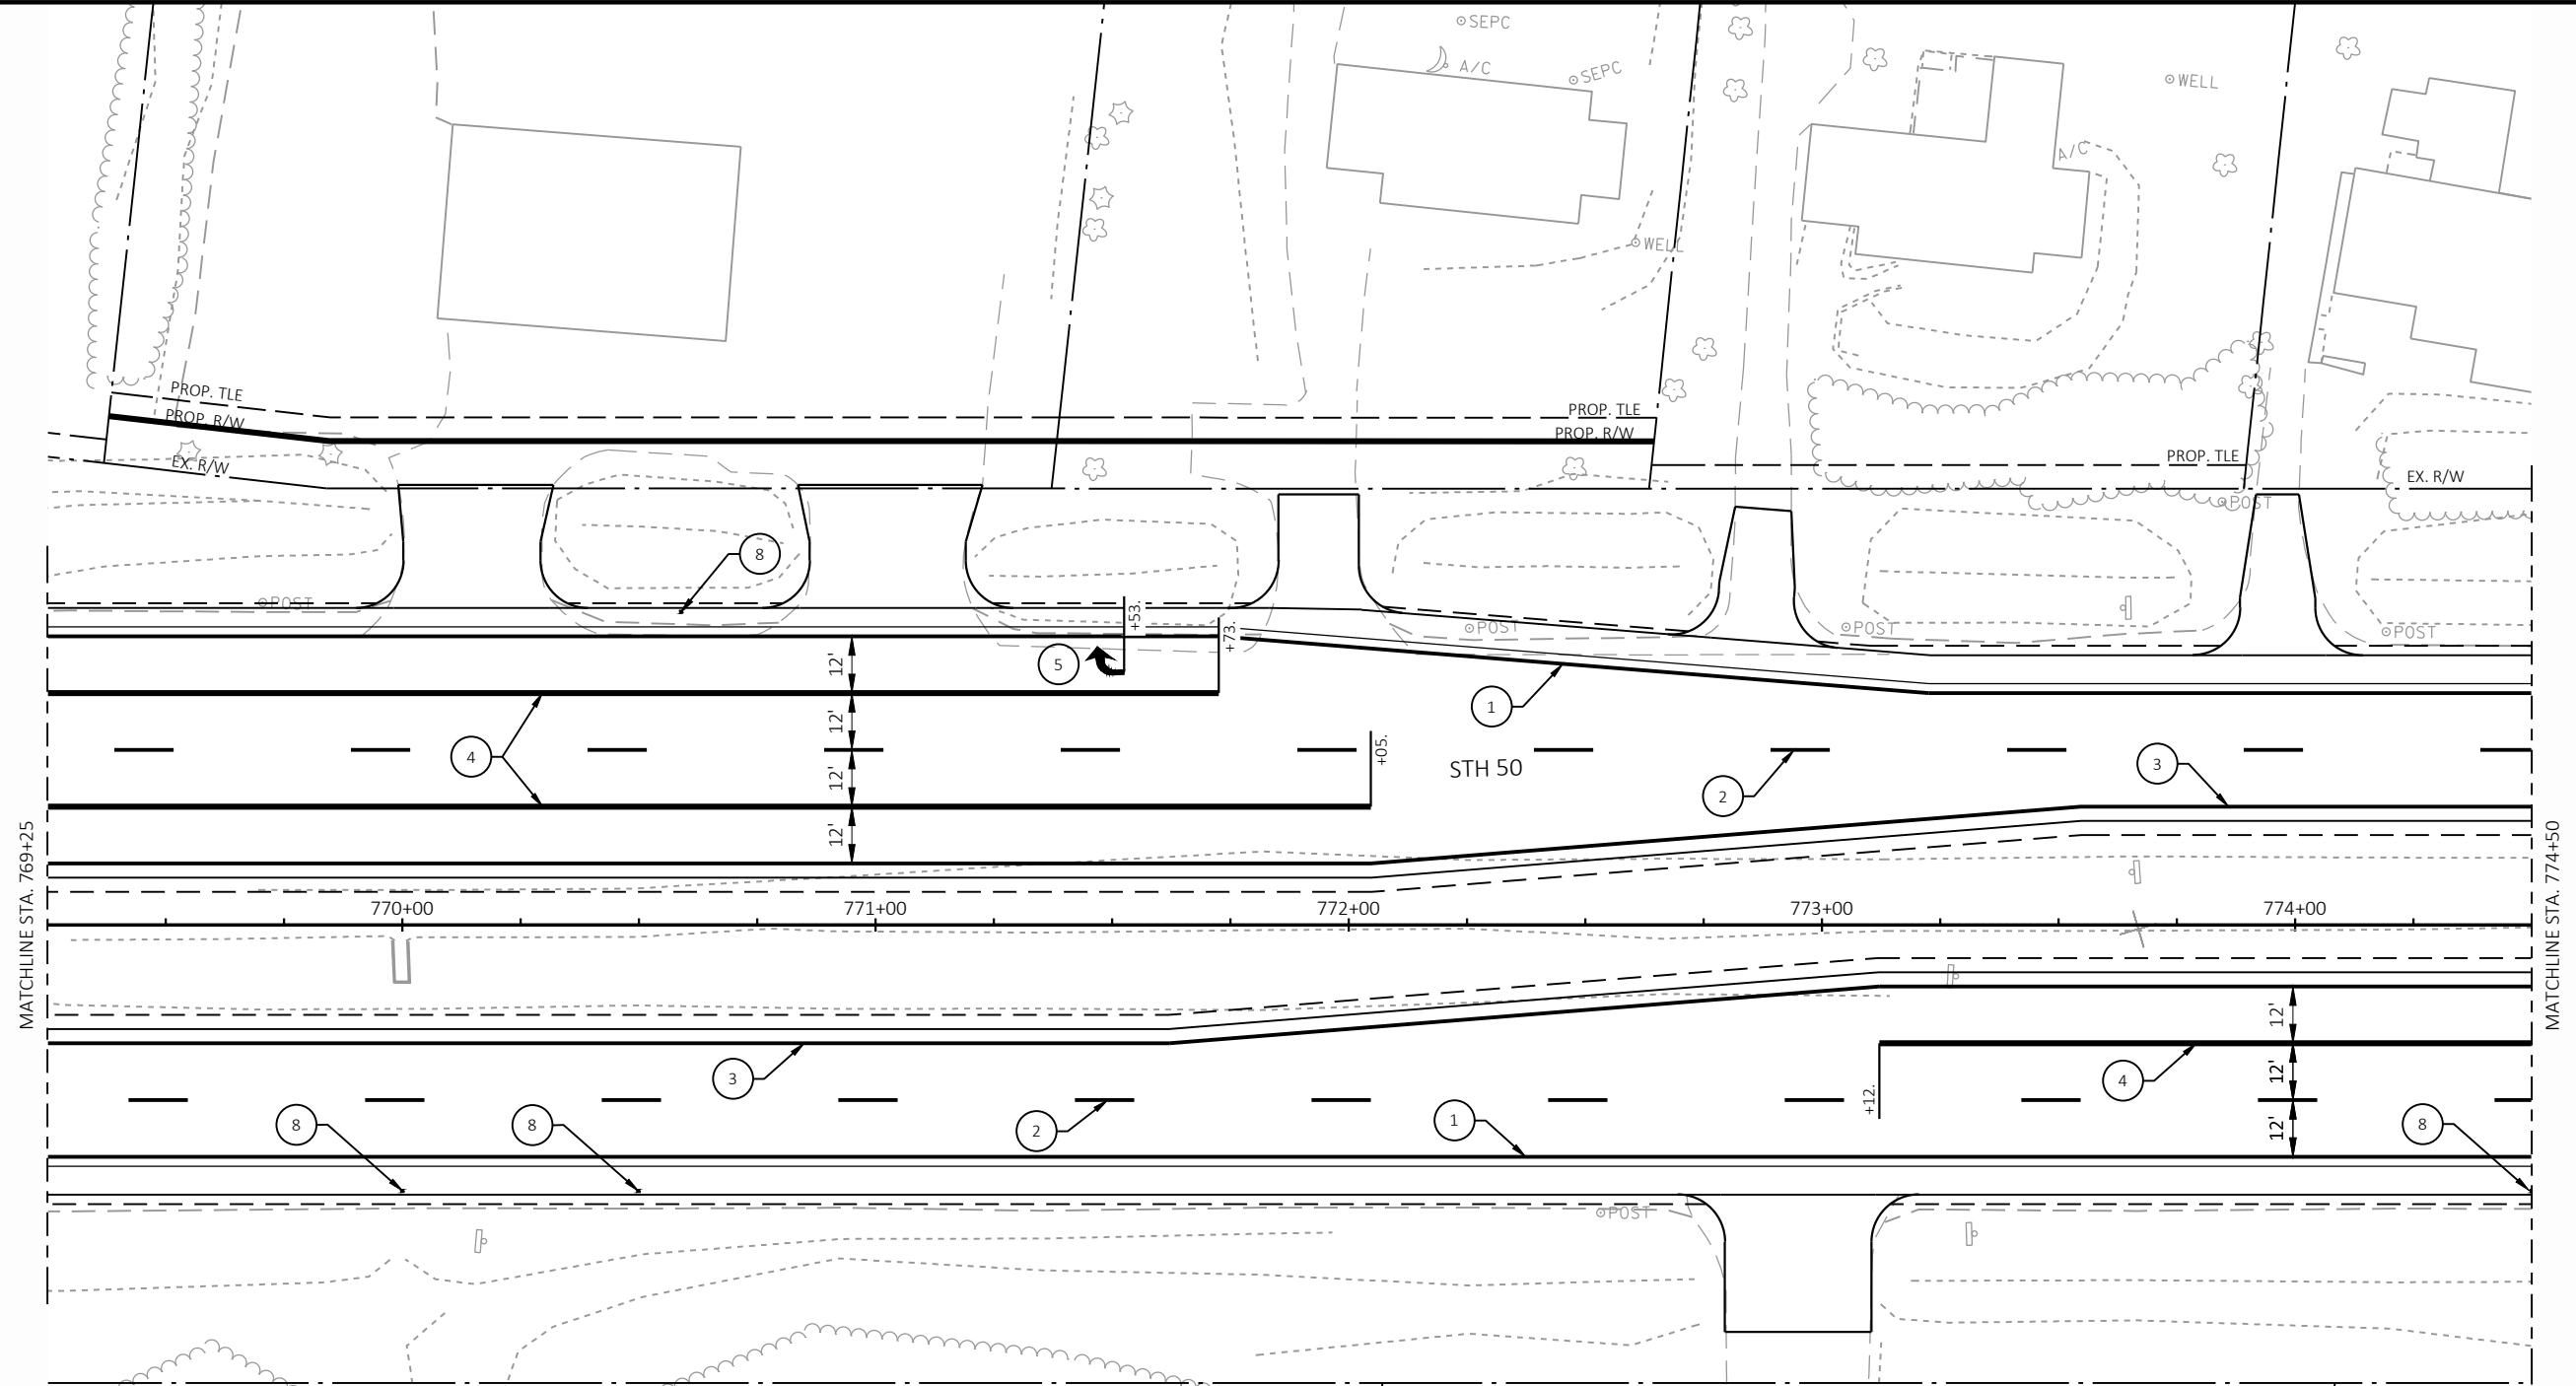 SEPC
A/C
SEPC
WELL
A/C
WELL
PROP. TLE
PROP. R/W
EX. R/W
PROP. TLE
PROP. R/W
PROP. TLE
EX. R/W
POST
8
POST
+53.
+73.
POST
POST
POST
5
12'
1
12'
4
+05.
STH 50
2
3
12'
12'
MATCHLINE STA. 769+25
MATCHLINE STA. 774+50
770+00
771+00
772+00
773+00
774+00
12'
3
4
12'
+12.
8
8
2
1
12'
8
POST